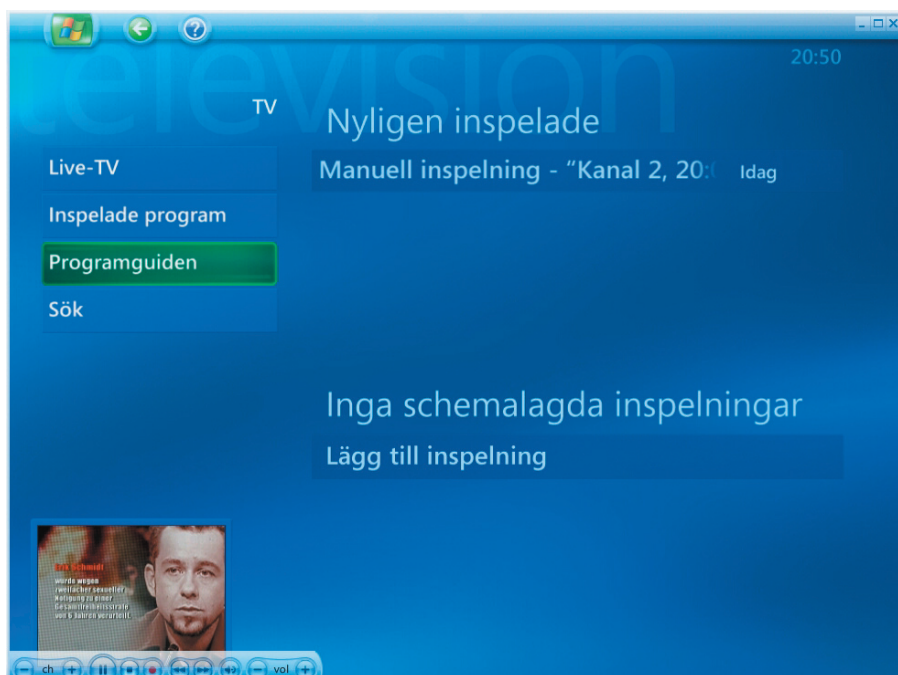 television
20:50
TV
Live-TV
Inspelade program
Programguiden
Sök
Nyligen inspelade
Manuell inspelning - “Kanal 2, 20:
Idag
Inga schemalagda inspelningar
Lägg till inspelning
Erik Schmidt
wurde wegen
zweifacher sexueller
Nötigung zu einer
Gesamtfreiheitsstrafe
von 6 Jahren verurteilt.
ch
vol